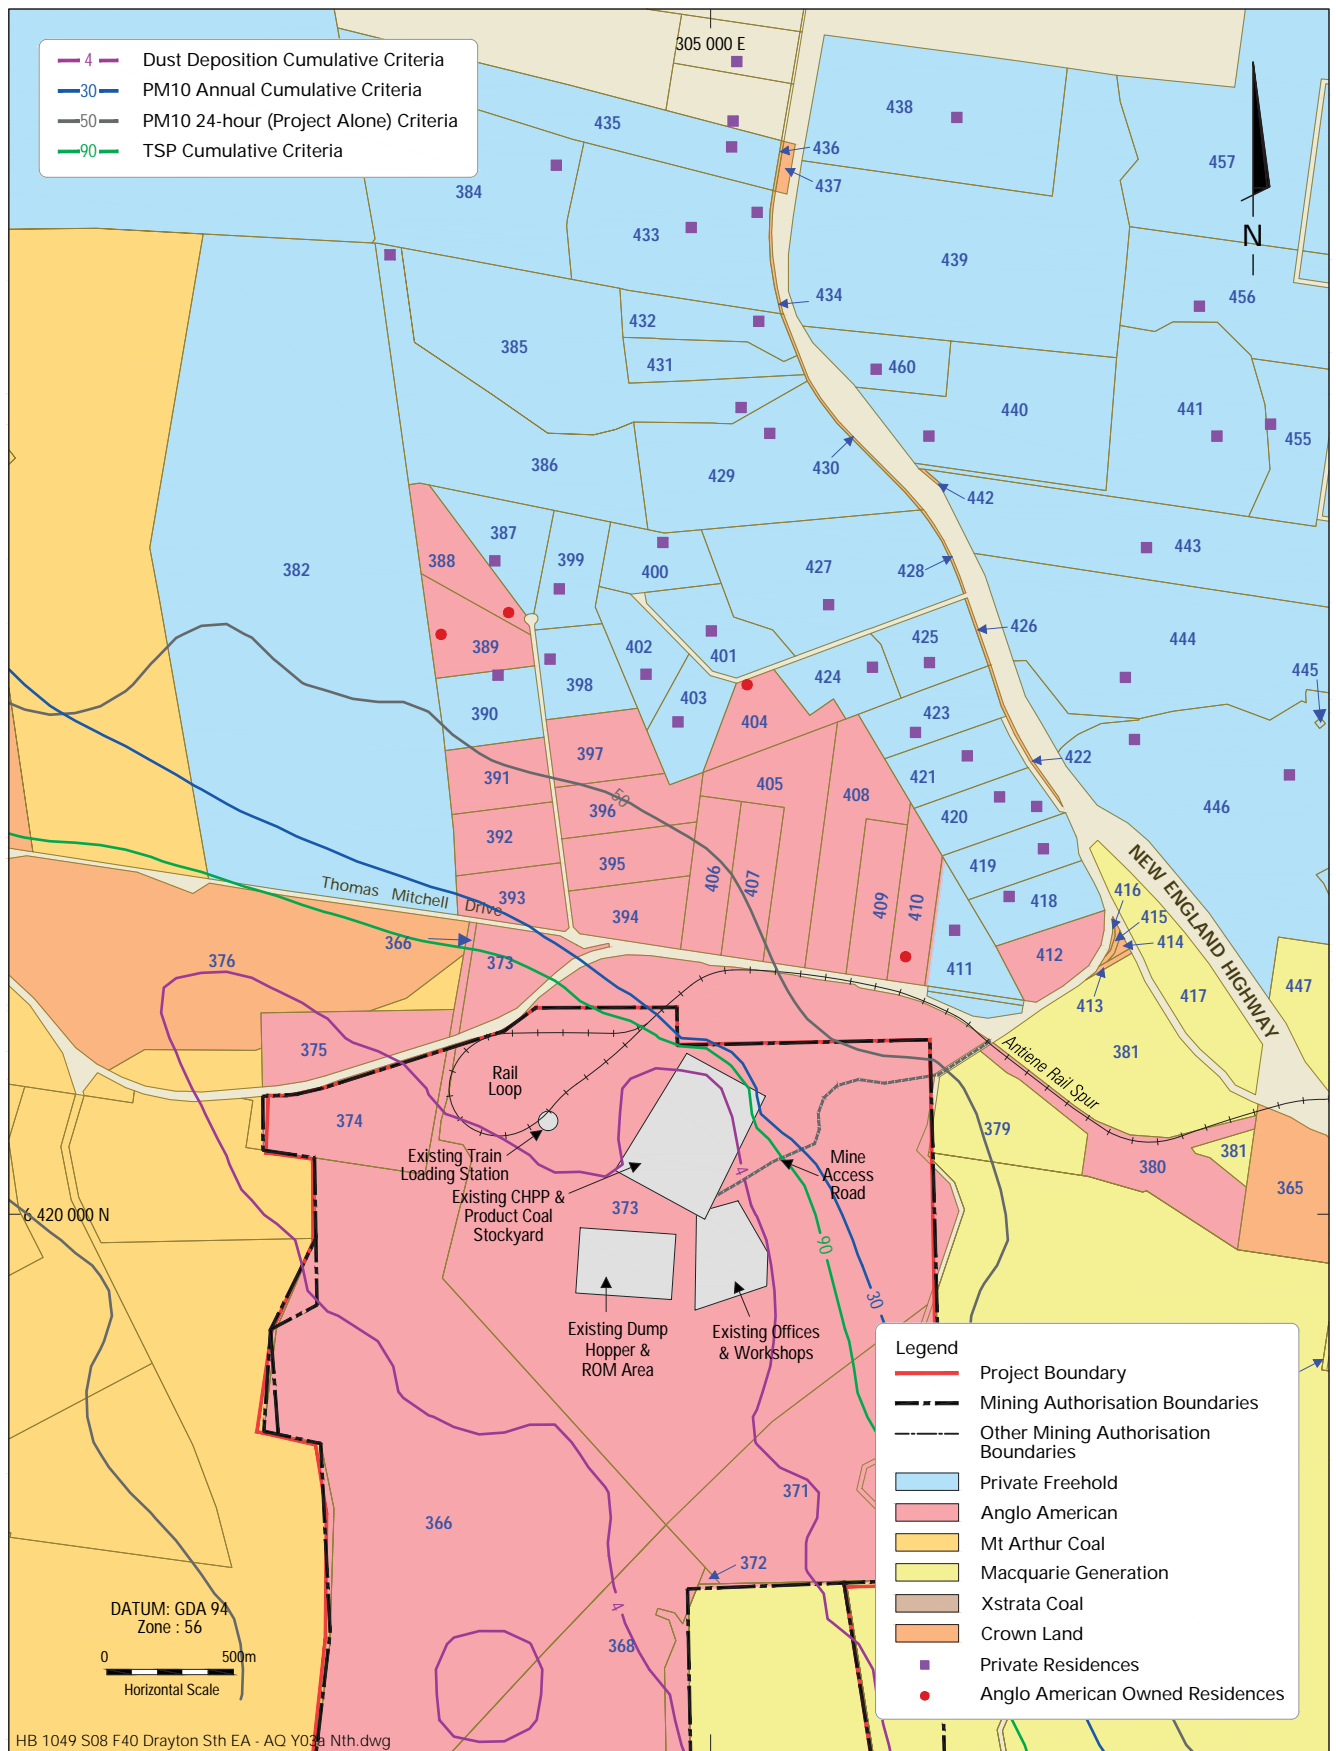 4 Dust Deposition Cumulative Criteria
30 PM10 Annual Cumulative Criteria
50 PM10 24-hour (Project Alone) Criteria
90 TSP Cumulative Criteria
305 000 E
438
435
436
457
437
384
433
439
N
434
456
432
385
431
460
440
441
455
386
429
430
442
387
443
388
399
400
427
428
382
389
402
401
425
426
444
445
398
403
424
390
404
423
397
422
391
405
421
408
446
396
50
420
392
395
419
406
407
393
394
409
410
418
416
NEW ENGLAND HIGHWAY
Thomas Mitchell Drive
366
415
414
376
373
412
411
413
417
447
375
381
Antiene Rail Spur
Rail
Loop
374
379
381
380
Existing Train
Loading Station
4
Mine
Access
Road
365
Existing CHPP &
Product Coal
Stockyard
373
6 420 000 N
90
30
Existing Dump
Hopper &
ROM Area
Existing Offices
& Workshops
Legend
Project Boundary
Mining Authorisation Boundaries
Other Mining Authorisation
Boundaries
Private Freehold
Anglo American
Mt Arthur Coal
Macquarie Generation
Xstrata Coal
Crown Land
Private Residences
Anglo American Owned Residences
371
366
372
4
368
DATUM: GDA 94
Zone : 56
0 500m
Horizontal Scale
HB 1049 S08 F40 Drayton Sth EA - AQ Y03a Nth.dwg